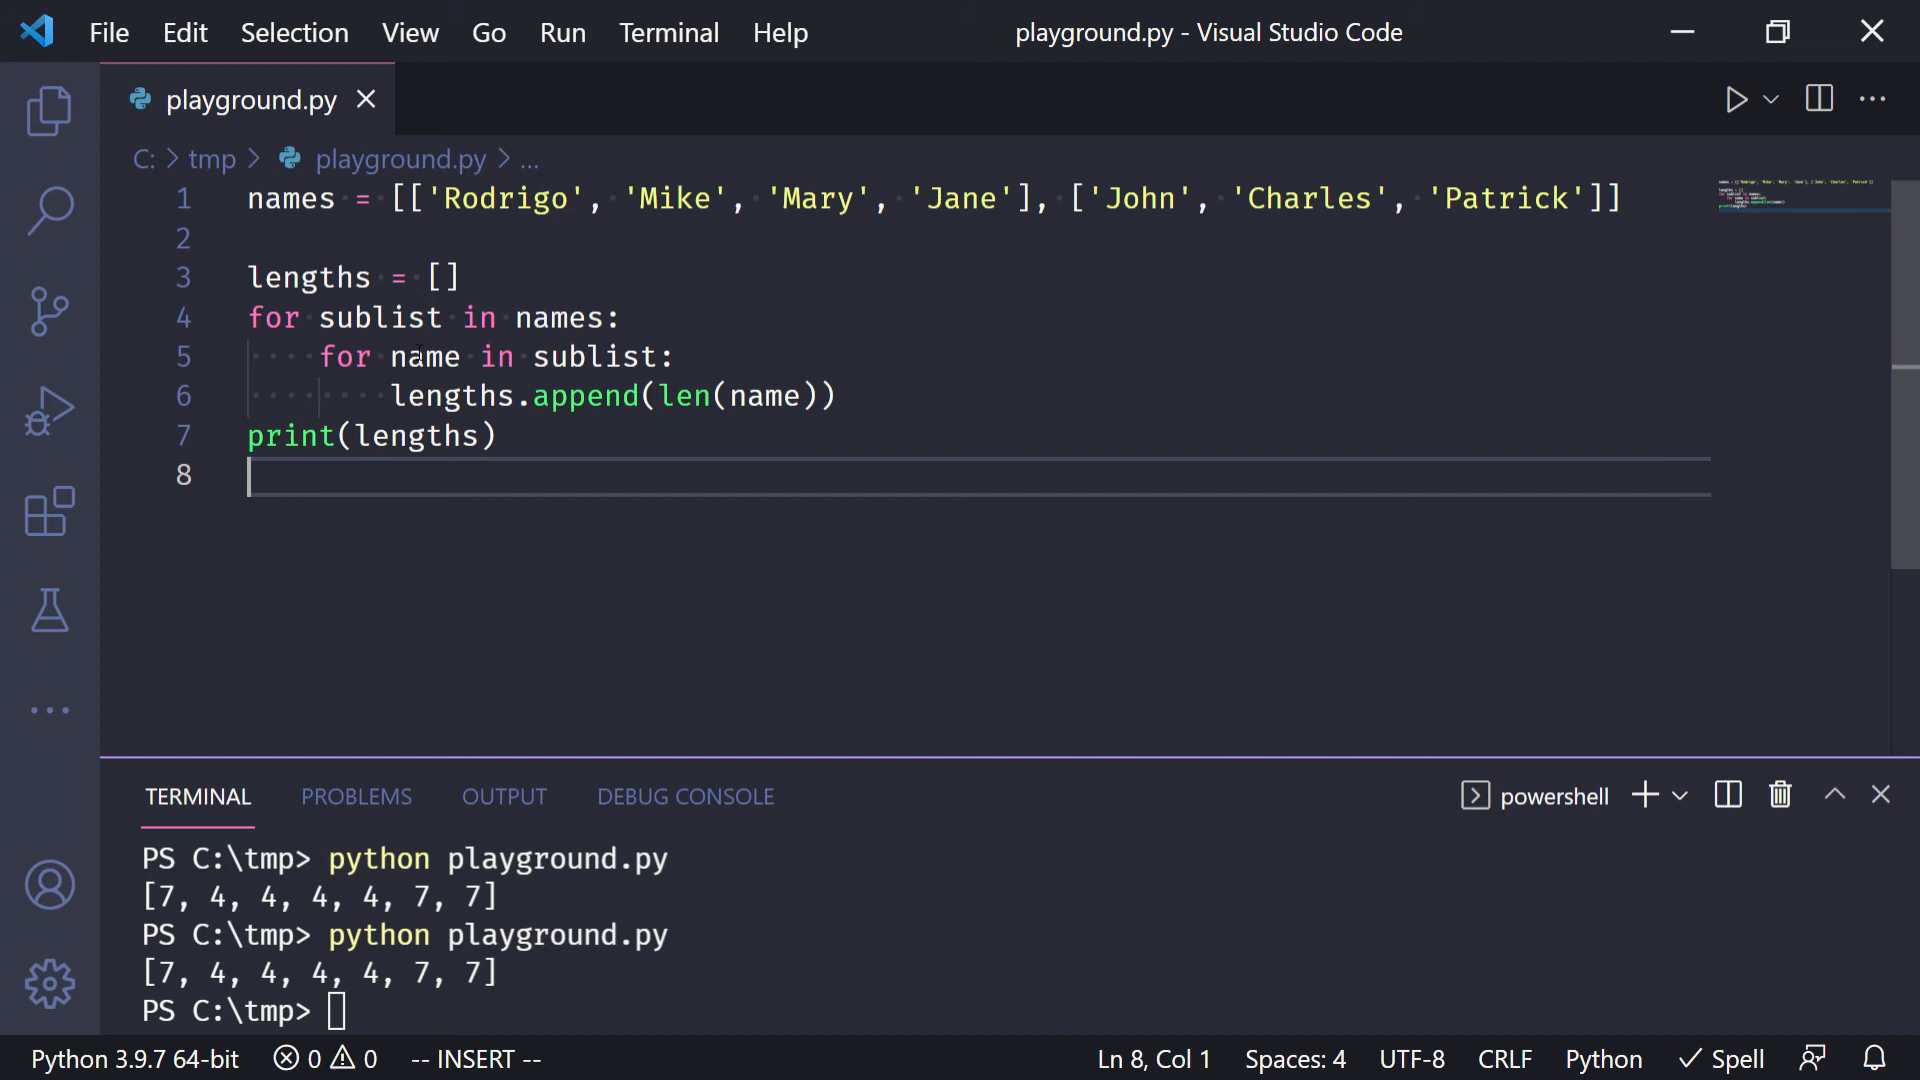 File Edit Selection View Go Run Terminal Help playground.py - Visual Studio Code
playground.py
C: > tmp > playground.py > ...
1 names = [['Rodrigo', 'Mike', 'Mary', 'Jane'], ['John', 'Charles', 'Patrick']]
2
3 lengths = []
4 for sublist in names:
5     for name in sublist:
6         lengths.append(len(name))
7 print(lengths)
8
TERMINAL PROBLEMS OUTPUT DEBUG CONSOLE powershell
PS C:\tmp> python playground.py
[7, 4, 4, 4, 4, 7, 7]
PS C:\tmp> python playground.py
[7, 4, 4, 4, 4, 7, 7]
PS C:\tmp>
Python 3.9.7 64-bit 0 0 -- INSERT -- Ln 8, Col 1 Spaces: 4 UTF-8 CRLF Python Spell